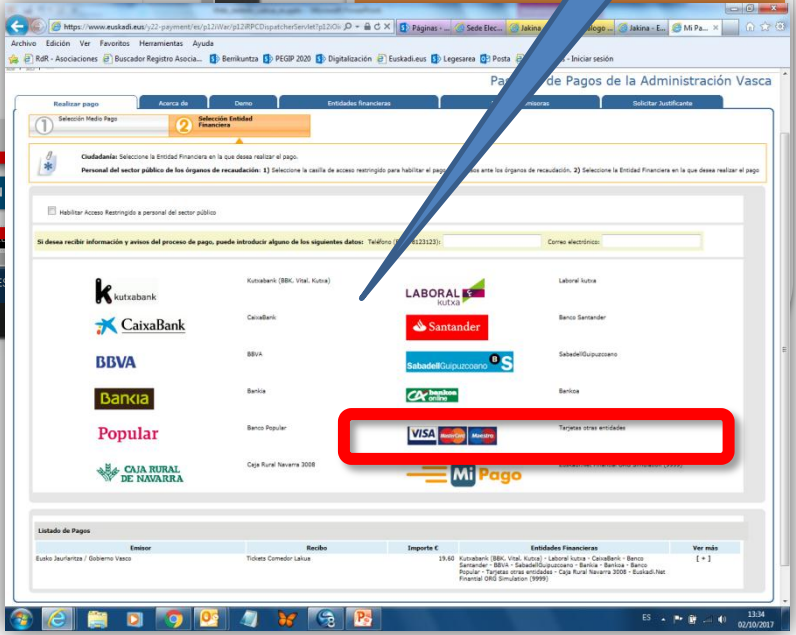 https://www.euskadi.eus/y22-payment/es/p12iWar/p12iRPCDispatcherServlet?p12iOi
Páginas - ...
Sede Elec...
Jakina
alogo ...
Jakina - E...
Mi Pa...
Archivo Edición Ver Favoritos Herramientas Ayuda
RdR - Asociaciones
Buscador Registro Asocia...
Berrikuntza
PEGIP 2020
Digitalización
Euskadi.eus
Legesarea
Posta
- Iniciar sesión
de Pagos de la Administración Vasca
Realizar pago
Acerca de
Demo
Entidades financieras
Solicitar Justificante
1 Selección Medio Pago
2 Selección Entidad Financiera
Ciudadanía: Seleccione la Entidad Financiera en la que desea realizar el pago.
Personal del sector público de los órganos de recaudación: 1) Seleccione la casilla de acceso restringido para habilitar el pago ante los órganos de recaudación. 2) Seleccione la Entidad Financiera en la que desea realizar el pago
Habilitar Acceso Restringido a personal del sector público
Si desea recibir información y avisos del proceso de pago, puede introducir alguno de los siguientes datos: Teléfono 8123123): Correo electrónico:
kutxabank
Kutxabank (BBK, Vital, Kutxa)
LABORAL kutxa
Laboral kutxa
CaixaBank
CaixaBank
Santander
Banco Santander
BBVA
BBVA
SabadellGuipuzcoano BS
SabadellGuipuzcoano
Bankia
Bankia
CA bankoa online
Bankoa
Popular
Banco Popular
VISA MasterCard Maestro
Tarjetas otras entidades
CAJA RURAL
DE NAVARRA
Caja Rural Navarra 3008
Mi Pago
Listado de Pagos
Emisor Recibo Importe € Entidades Financieras Ver más
Eusko Jaurlaritza / Gobierno Vasco Tickets Comedor Lakua 19.60 Kutxabank (BBK, Vital, Kutxa) - Laboral kutxa - CaixaBank - Banco [ + ]
Santander - BBVA - SabadellGuipuzcoano - Bankia - Bankoa - Banco
Popular - Tarjetas otras entidades - Caja Rural Navarra 3008 - Euskadi.Net
Finantial ORG Simulation (9999)
ES
13:34
02/10/2017